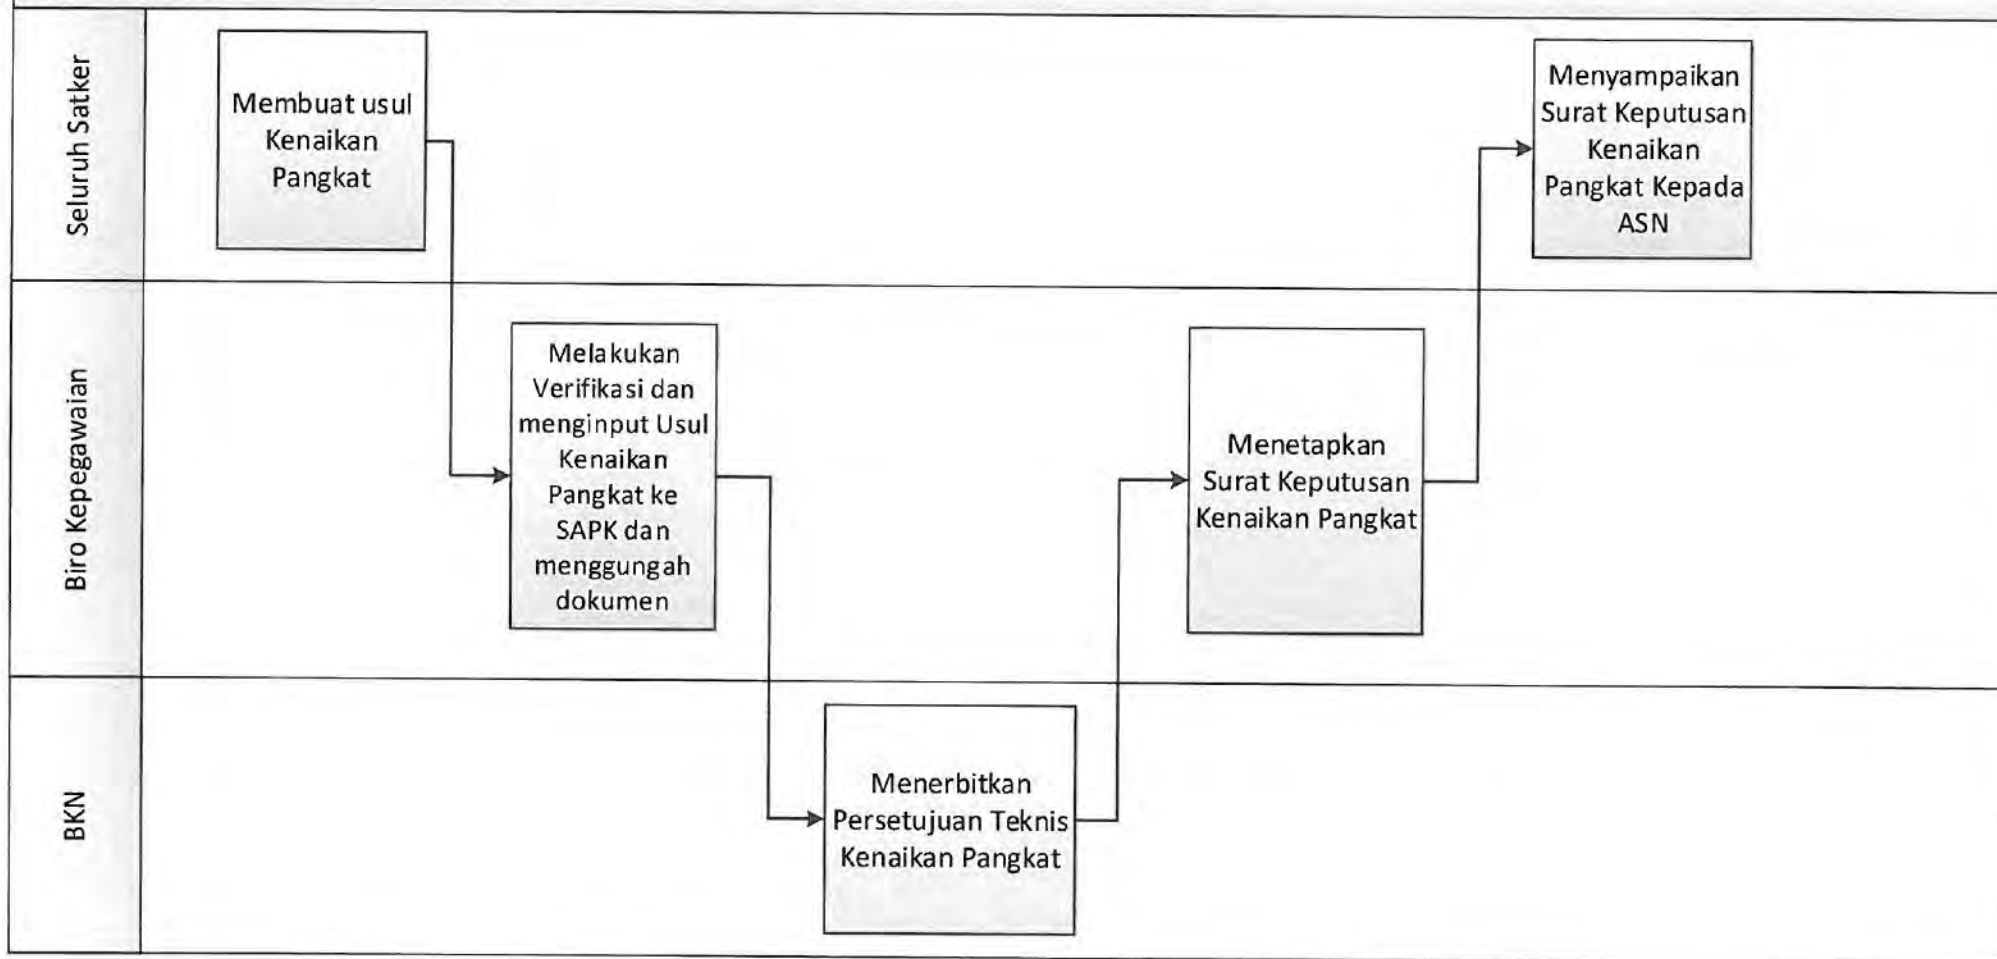 Seluruh Satker
Membuat usul
Kenaikan
Pangkat
Menyampaikan
Surat Keputusan
Kenaikan
Pangkat Kepada
ASN
Biro Kepegawaian
Melakukan
Verifikasi dan
menginput Usul
Kenaikan
Pangkat ke
SAPK dan
menggungah
dokumen
Menetapkan
Surat Keputusan
Kenaikan Pangkat
BKN
Menerbitkan
Persetujuan Teknis
Kenaikan Pangkat